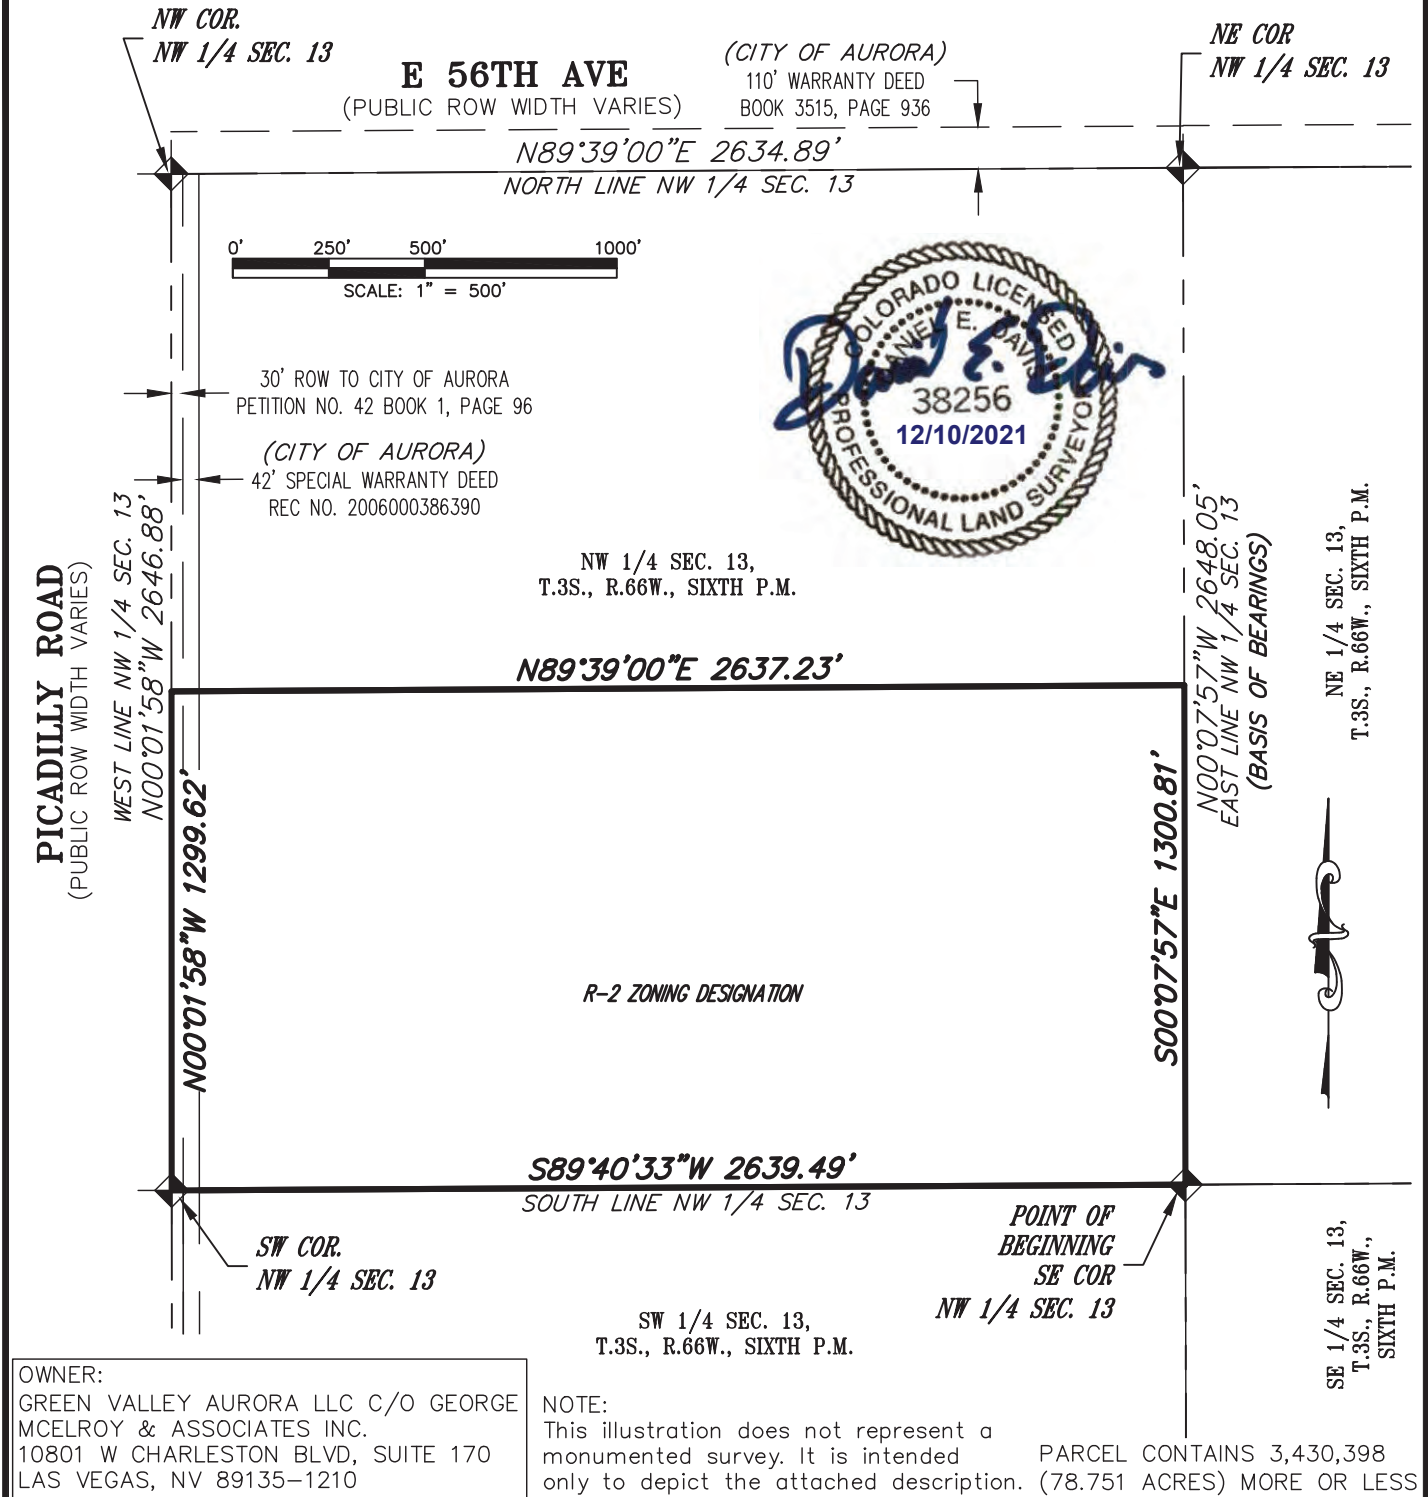 NW COR.
NW 1/4 SEC. 13
E 56TH AVE
(PUBLIC ROW WIDTH VARIES)
(CITY OF AURORA)
110' WARRANTY DEED
BOOK 3515, PAGE 936
NE COR
NW 1/4 SEC. 13
N89°39'00"E 2634.89'
NORTH LINE NW 1/4 SEC. 13
0' 250' 500' 1000'
SCALE: 1" = 500'
COLORADO LICENSED
DANIEL E. DAVIS
38256
12/10/2021
PROFESSIONAL LAND SURVEYOR
Daniel E. Davis
30' ROW TO CITY OF AURORA
PETITION NO. 42 BOOK 1, PAGE 96
(CITY OF AURORA)
42' SPECIAL WARRANTY DEED
REC NO. 2006000386390
PICADILLY ROAD
(PUBLIC ROW WIDTH VARIES)
WEST LINE NW 1/4 SEC. 13
N00°01'58"W 2646.88'
NW 1/4 SEC. 13,
T.3S., R.66W., SIXTH P.M.
N00°07'57"W 2648.05'
EAST LINE NW 1/4 SEC. 13
(BASIS OF BEARINGS)
NE 1/4 SEC. 13,
T.3S., R.66W., SIXTH P.M.
N89°39'00"E 2637.23'
N00°01'58"W 1299.62'
R-2 ZONING DESIGNATION
S00°07'57"E 1300.81'
S89°40'33"W 2639.49'
SOUTH LINE NW 1/4 SEC. 13
SW COR.
NW 1/4 SEC. 13
POINT OF
BEGINNING
SE COR
NW 1/4 SEC. 13
SW 1/4 SEC. 13,
T.3S., R.66W., SIXTH P.M.
SE 1/4 SEC. 13,
T.3S., R.66W.,
SIXTH P.M.
OWNER:
GREEN VALLEY AURORA LLC C/O GEORGE
MCELROY & ASSOCIATES INC.
10801 W CHARLESTON BLVD, SUITE 170
LAS VEGAS, NV 89135-1210
NOTE:
This illustration does not represent a
monumented survey. It is intended
only to depict the attached description.
PARCEL CONTAINS 3,430,398
(78.751 ACRES) MORE OR LESS